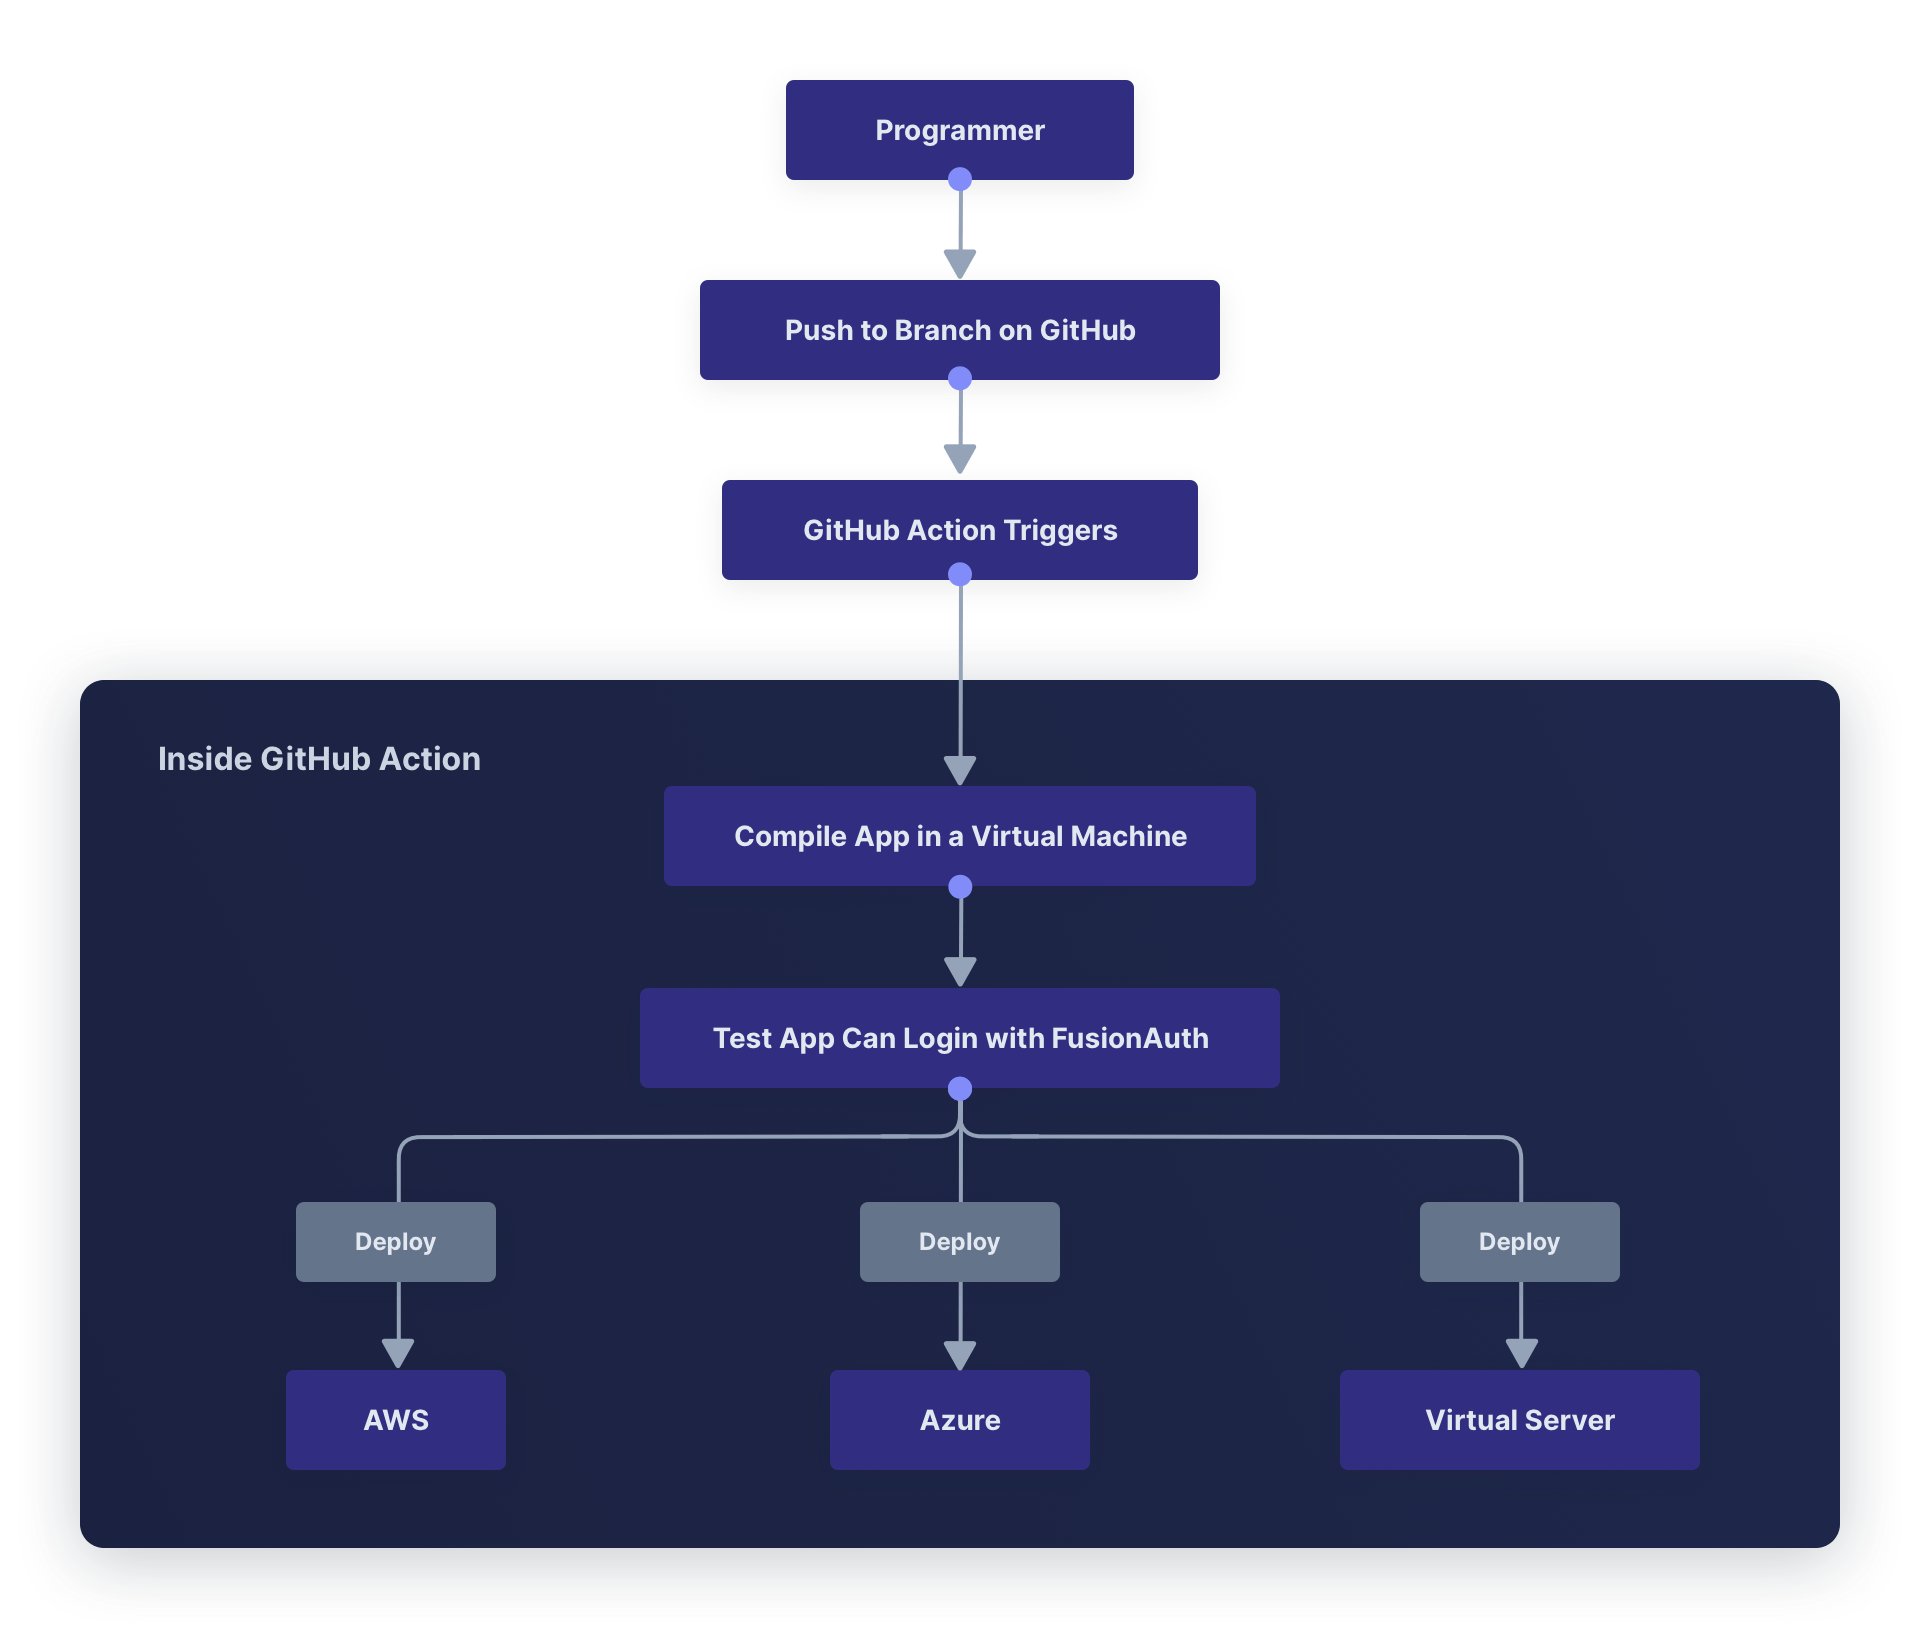 Programmer
Push to Branch on GitHub
GitHub Action Triggers
Inside GitHub Action
Compile App in a Virtual Machine
Test App Can Login with FusionAuth
Deploy
Deploy
Deploy
AWS
Azure
Virtual Server